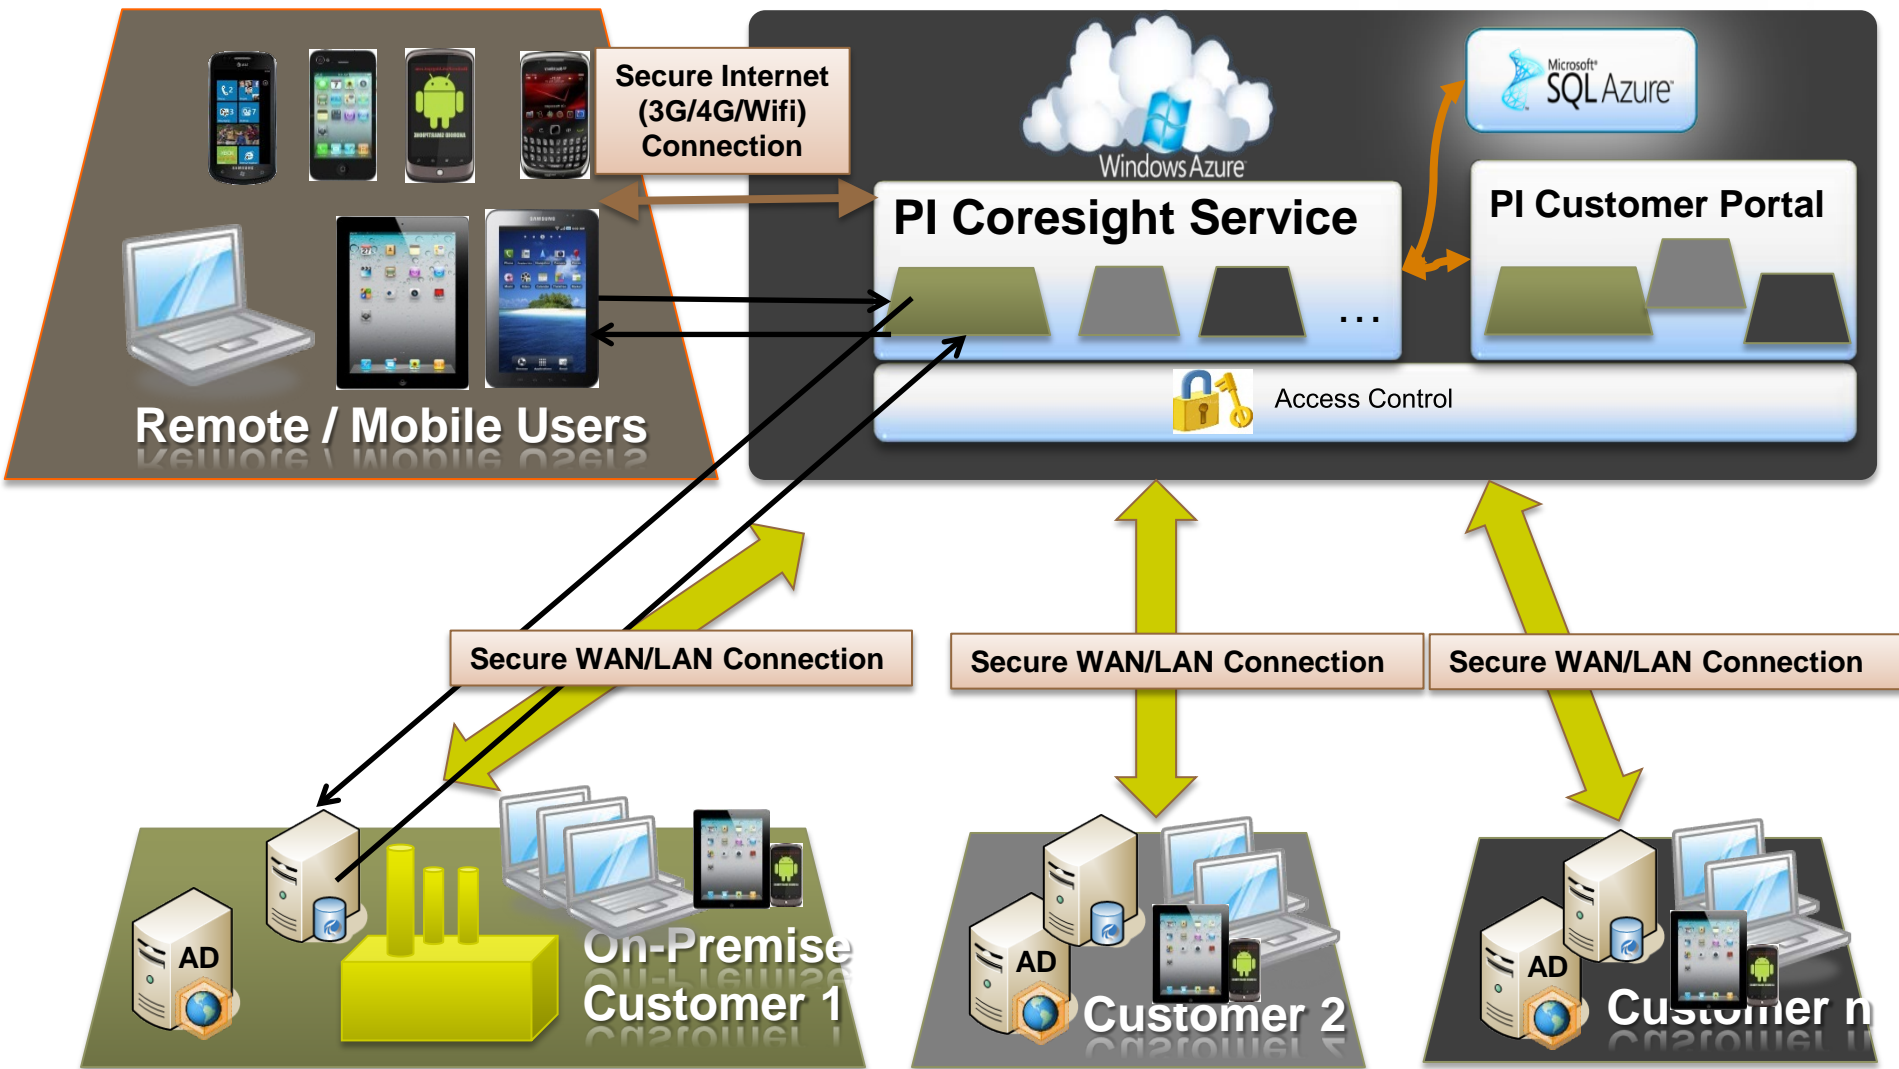 Secure Internet
(3G/4G/Wifi)
Connection
Windows Azure
Microsoft®
SQL Azure™
PI Coresight Service
PI Customer Portal
...
SAMSUNG
Access Control
Remote / Mobile Users
Secure WAN/LAN Connection
Secure WAN/LAN Connection
Secure WAN/LAN Connection
AD
On-Premise
Customer 1
AD
Customer 2
AD
Customer n